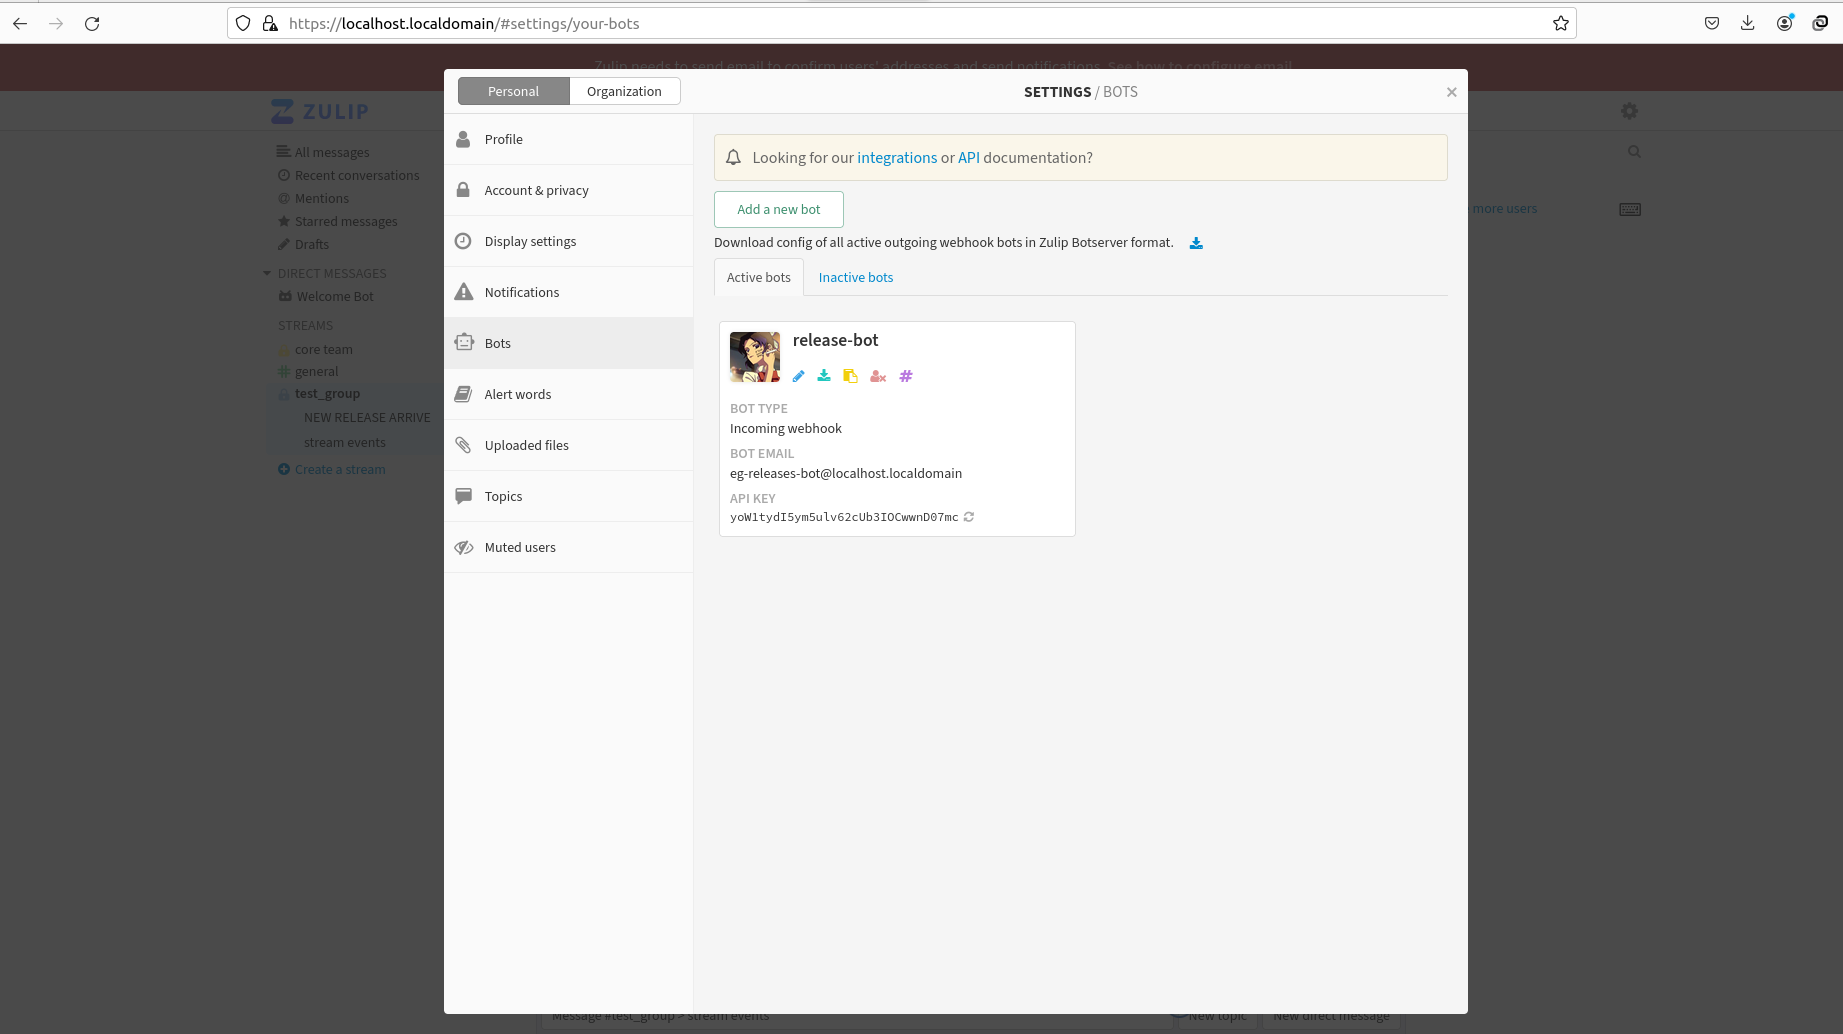 https://localhost.localdomain/#settings/your-bots
Zulip needs to send email to confirm users' addresses and send notifications. See how to configure email.
Personal
Organization
SETTINGS / BOTS
ZULIP
All messages
Recent conversations
Mentions
Starred messages
Drafts
DIRECT MESSAGES
Welcome Bot
STREAMS
core team
general
test_group
NEW RELEASE ARRIVE
stream events
Create a stream
Profile
Account & privacy
Display settings
Notifications
Bots
Alert words
Uploaded files
Topics
Muted users
Looking for our integrations or API documentation?
Add a new bot
Download config of all active outgoing webhook bots in Zulip Botserver format.
Active bots
Inactive bots
release-bot
BOT TYPE
Incoming webhook
BOT EMAIL
eg-releases-bot@localhost.localdomain
API KEY
yoW1tydI5ym5ulv62cUb3IOCwwnD07mc
more users
Message #test_group > stream events
New topic
New direct message